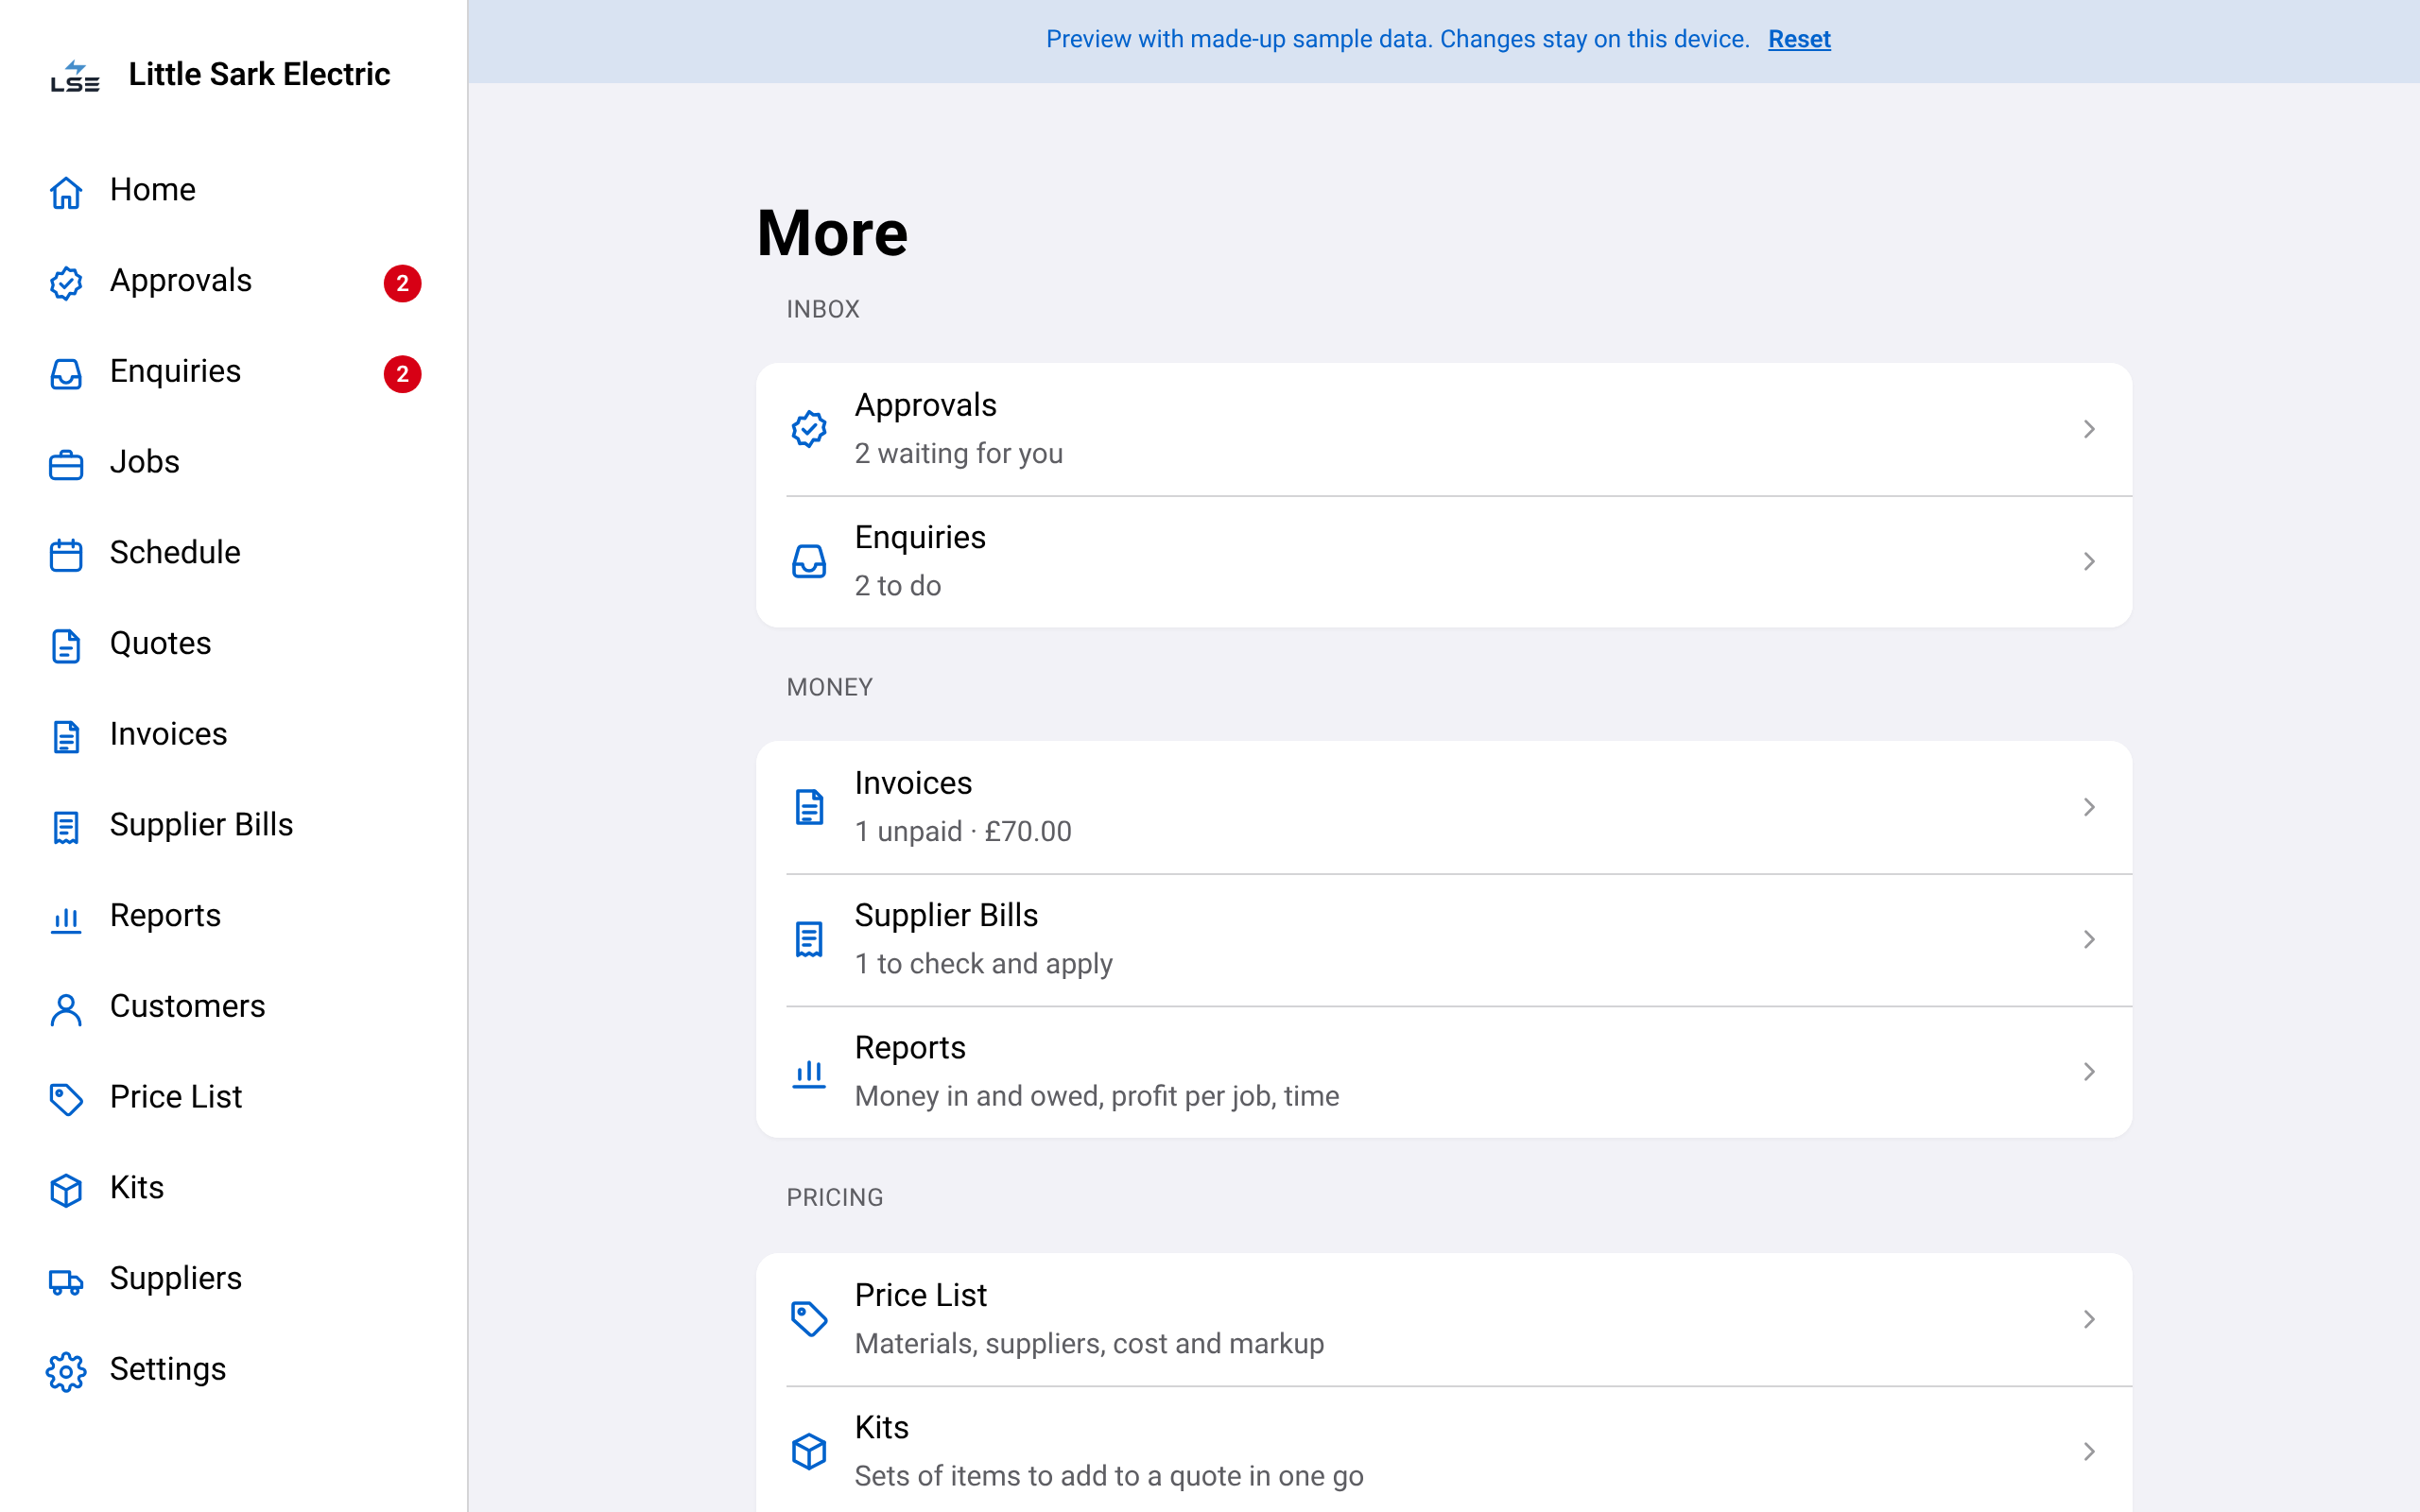 LSE Little Sark Electric
Home
Approvals 2
Enquiries 2
Jobs
Schedule
Quotes
Invoices
Supplier Bills
Reports
Customers
Price List
Kits
Suppliers
Settings
Preview with made-up sample data. Changes stay on this device. Reset
More
INBOX
Approvals
2 waiting for you
Enquiries
2 to do
MONEY
Invoices
1 unpaid · £70.00
Supplier Bills
1 to check and apply
Reports
Money in and owed, profit per job, time
PRICING
Price List
Materials, suppliers, cost and markup
Kits
Sets of items to add to a quote in one go